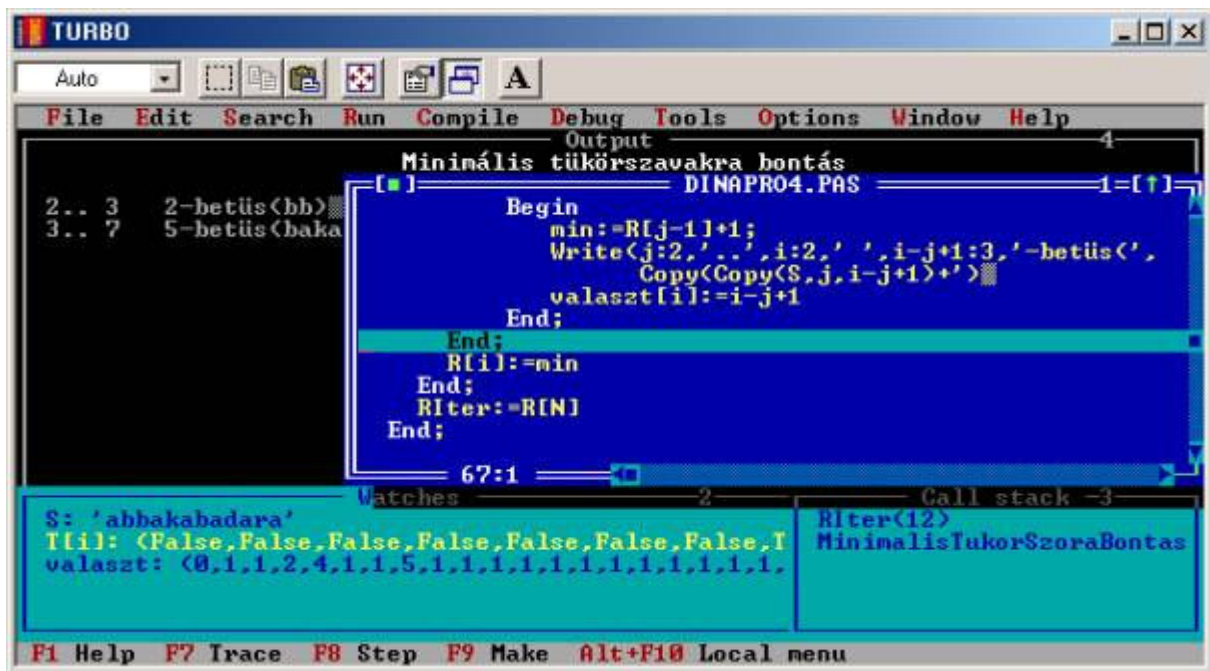 TURBO
Auto A
File Edit Search Run Compile Debug Tools Options Window Help
Output 4
Minimális tükörszavakra bontás
2.. 3 2-betüs(bb)
3.. 7 5-betüs(baka
[■] DINAPRO4.PAS 1=[↑]
Begin
min:=R[j-1]+1;
Write(j:2,'..',i:2,' ',i-j+1:3,'-betüs(',
Copy(Copy(S,j,i-j+1)+')
valaszt[i]:=i-j+1
End;
End;
R[i]:=min
End;
RIter:=R[N]
End;
67:1
Watches 2
S: 'abbakabadara'
T[i]: (False,False,False,False,False,False,False,T
valaszt: (0,1,1,2,4,1,1,5,1,1,1,1,1,1,1,1,1,1,1,1,
Call stack 3
RIter(12)
MinimalisTukorSzoraBontas
F1 Help F7 Trace F8 Step F9 Make Alt+F10 Local menu